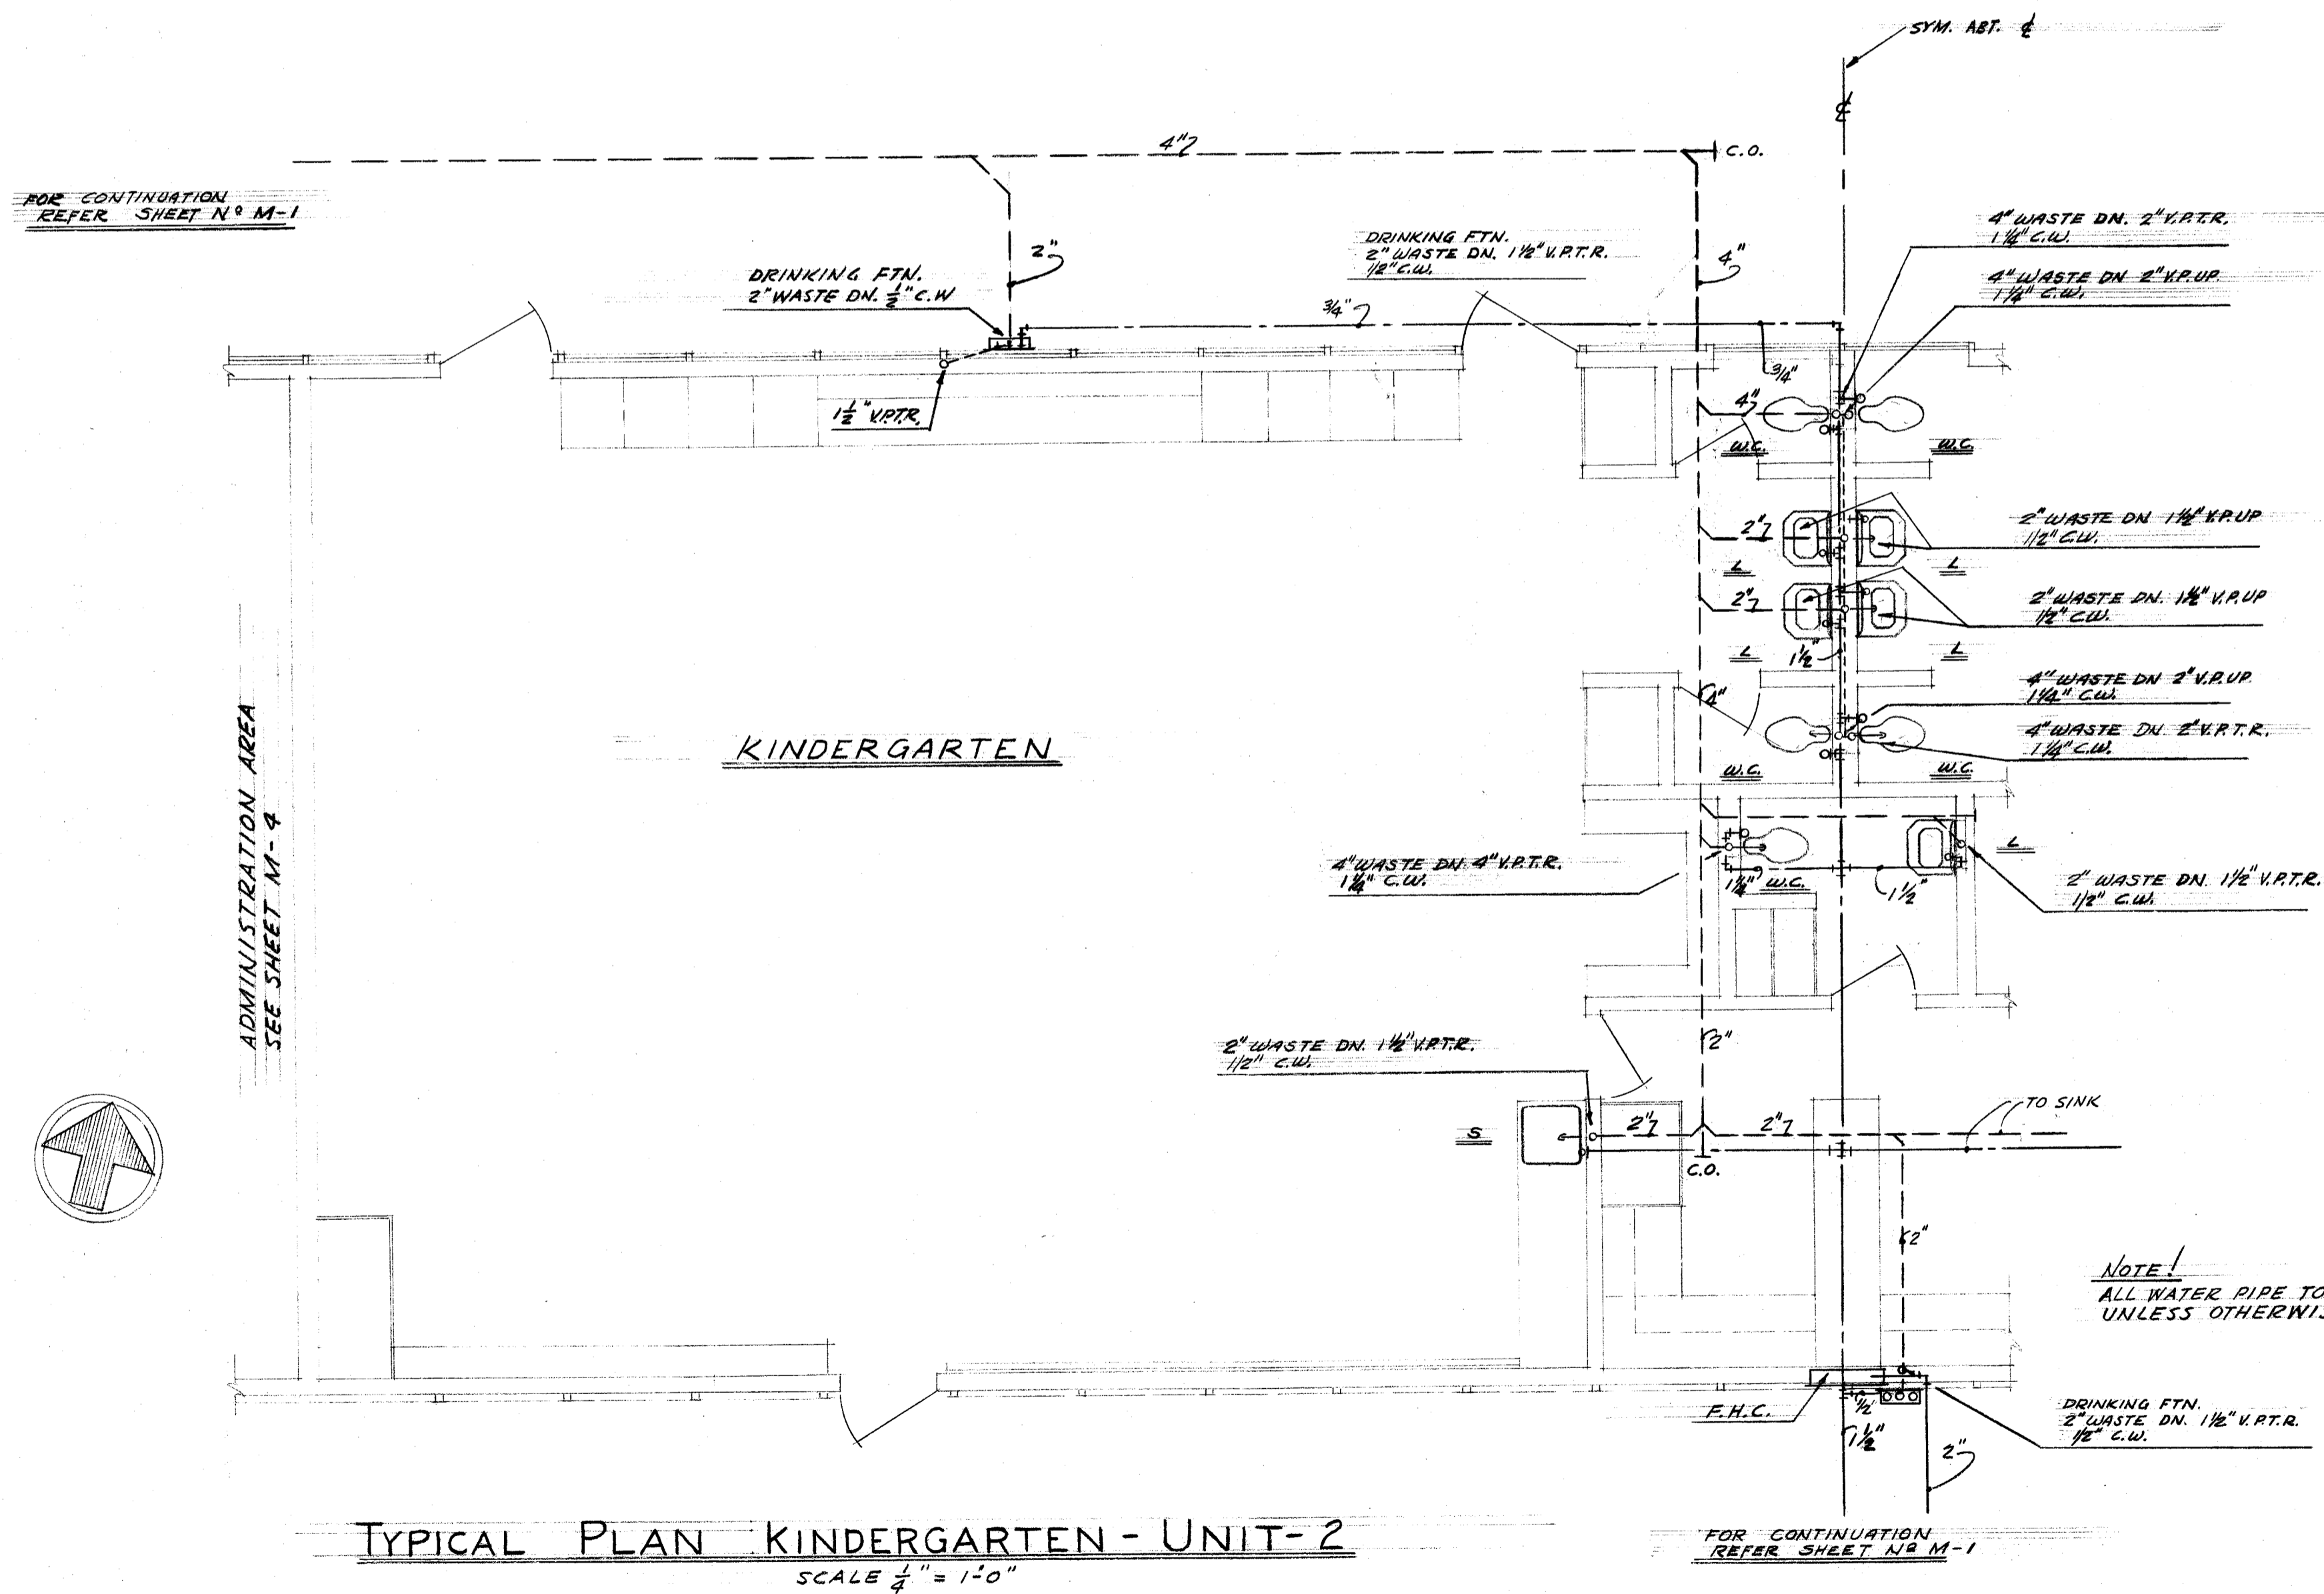 SYM. ABT. ℄
℄
4"
C.O.
FOR CONTINUATION
REFER SHEET Nº M-1
2"
DRINKING FTN.
2" WASTE DN. ½" C.W
DRINKING FTN.
2" WASTE DN. 1½" V.P.T.R.
1/2" C.W.
4"
4" WASTE DN. 2" V.P.T.R.
1¼" C.W.
4" WASTE DN 2" V.P. UP
1¼" C.W.
3/4"
3/4"
1½" V.P.T.R.
4"
W.C.
W.C.
2"
L
L
2" WASTE DN 1½" V.P. UP
1/2" C.W.
2"
2" WASTE DN. 1½" V.P. UP
1/2" C.W.
L
1½"
L
4"
4" WASTE DN 2" V.P. UP
1¼" C.W.
4" WASTE DN 2" V.P.T.R.
1¼" C.W.
W.C.
W.C.
KINDERGARTEN
ADMINISTRATION AREA
SEE SHEET M-4
4" WASTE DN. 4" V.P.T.R.
1¼" C.W.
1¼"
W.C.
1½"
L
2" WASTE DN. 1½" V.P.T.R.
1/2" C.W.
2"
2" WASTE DN. 1½" V.P.T.R.
1/2" C.W.
S
2"
2"
TO SINK
C.O.
2"
NOTE!
ALL WATER PIPE TO
UNLESS OTHERWIS
F.H.C.
1/2"
1½"
2"
DRINKING FTN.
2" WASTE DN. 1½" V.P.T.R.
1/2" C.W.
TYPICAL PLAN KINDERGARTEN - UNIT-2
SCALE ¼" = 1'-0"
FOR CONTINUATION
REFER SHEET Nº M-1